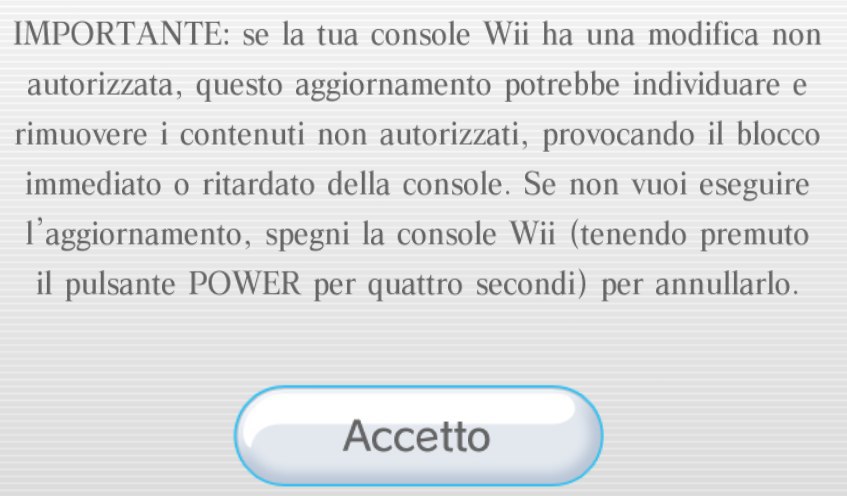 IMPORTANTE: se la tua console Wii ha una modifica non
autorizzata, questo aggiornamento potrebbe individuare e
rimuovere i contenuti non autorizzati, provocando il blocco
immediato o ritardato della console. Se non vuoi eseguire
l'aggiornamento, spegni la console Wii (tenendo premuto
il pulsante POWER per quattro secondi) per annullarlo.
Accetto